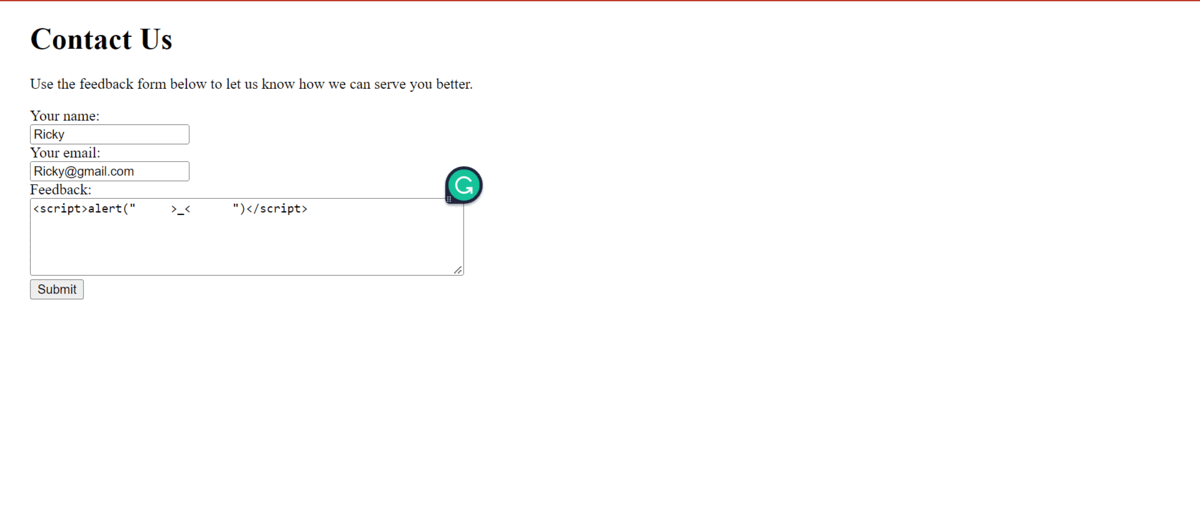 Contact Us
Use the feedback form below to let us know how we can serve you better.
Your name:
Ricky
Your email:
Ricky@gmail.com
Feedback:
<script>alert("     >_<      ")</script>
Submit